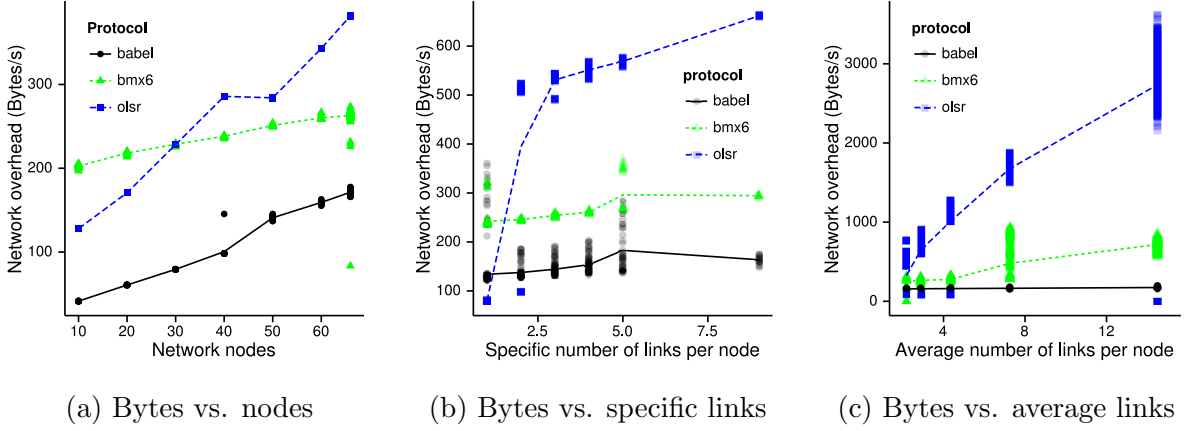 Network overhead (Bytes/s)
300
200
100
Protocol
babel
bmx6
olsr
10 20 30 40 50 60
Network nodes
(a) Bytes vs. nodes
Network overhead (Bytes/s)
600
500
400
300
200
100
protocol
babel
bmx6
olsr
2.5 5.0 7.5
Specific number of links per node
(b) Bytes vs. specific links
Network overhead (Bytes/s)
3000
2000
1000
0
protocol
babel
bmx6
olsr
4 8 12
Average number of links per node
(c) Bytes vs. average links